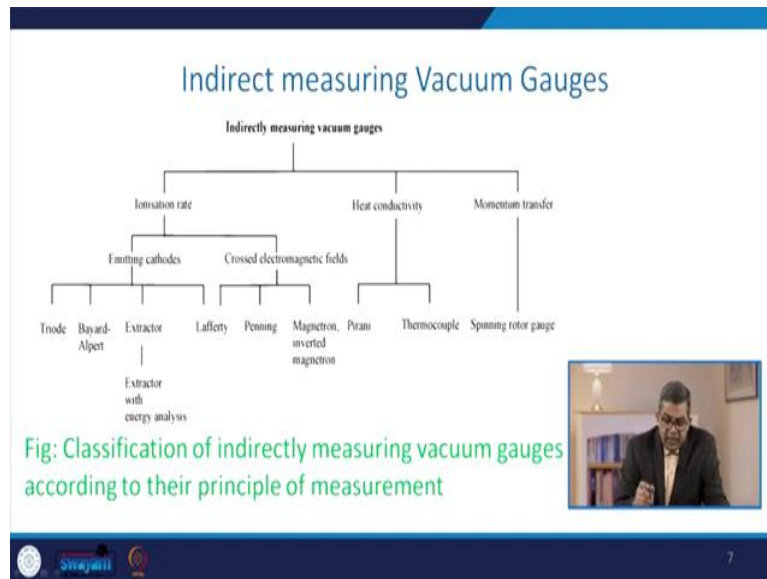 Indirect measuring Vacuum Gauges
Indirectly measuring vacuum gauges
Ionisation rate
Heat conductivity
Momentum transfer
Emitting cathodes
Crossed electromagnetic fields
Triode
Bayard-
Alpert
Extractor
Lafferty
Penning
Magnetron,
inverted
magnetron
Pirani
Thermocouple
Spinning rotor gauge
Extractor
with
energy analysis
Fig: Classification of indirectly measuring vacuum gauges
according to their principle of measurement
swayam
7